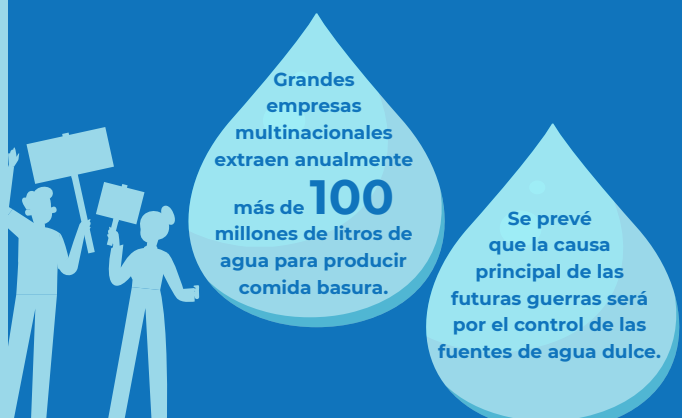 Grandes
empresas
multinacionales
extraen anualmente
más de 100
millones de litros de
agua para producir
comida basura.
Se prevé
que la causa
principal de las
futuras guerras será
por el control de las
fuentes de agua dulce.